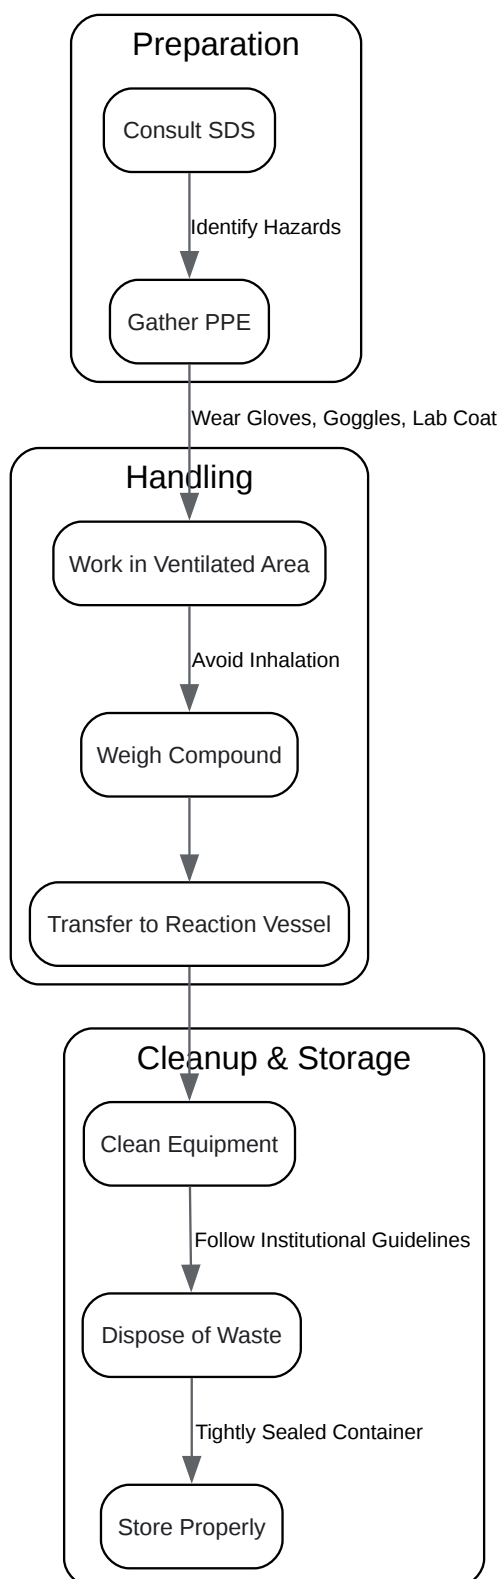 Preparation
Consult SDS
Identify Hazards
Gather PPE
Wear Gloves, Goggles, Lab Coat
Handling
Work in Ventilated Area
Avoid Inhalation
Weigh Compound
Transfer to Reaction Vessel
Cleanup & Storage
Clean Equipment
Follow Institutional Guidelines
Dispose of Waste
Tightly Sealed Container
Store Properly